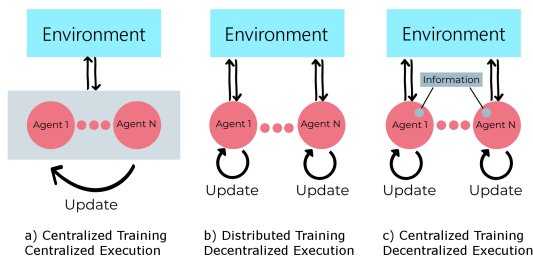 Environment
Agent 1
Agent N
Update
a) Centralized Training
Centralized Execution
Environment
Agent 1
Agent N
Update
Update
b) Distributed Training
Decentralized Execution
Environment
Information
Agent 1
Agent N
Update
Update
c) Centralized Training
Decentralized Execution